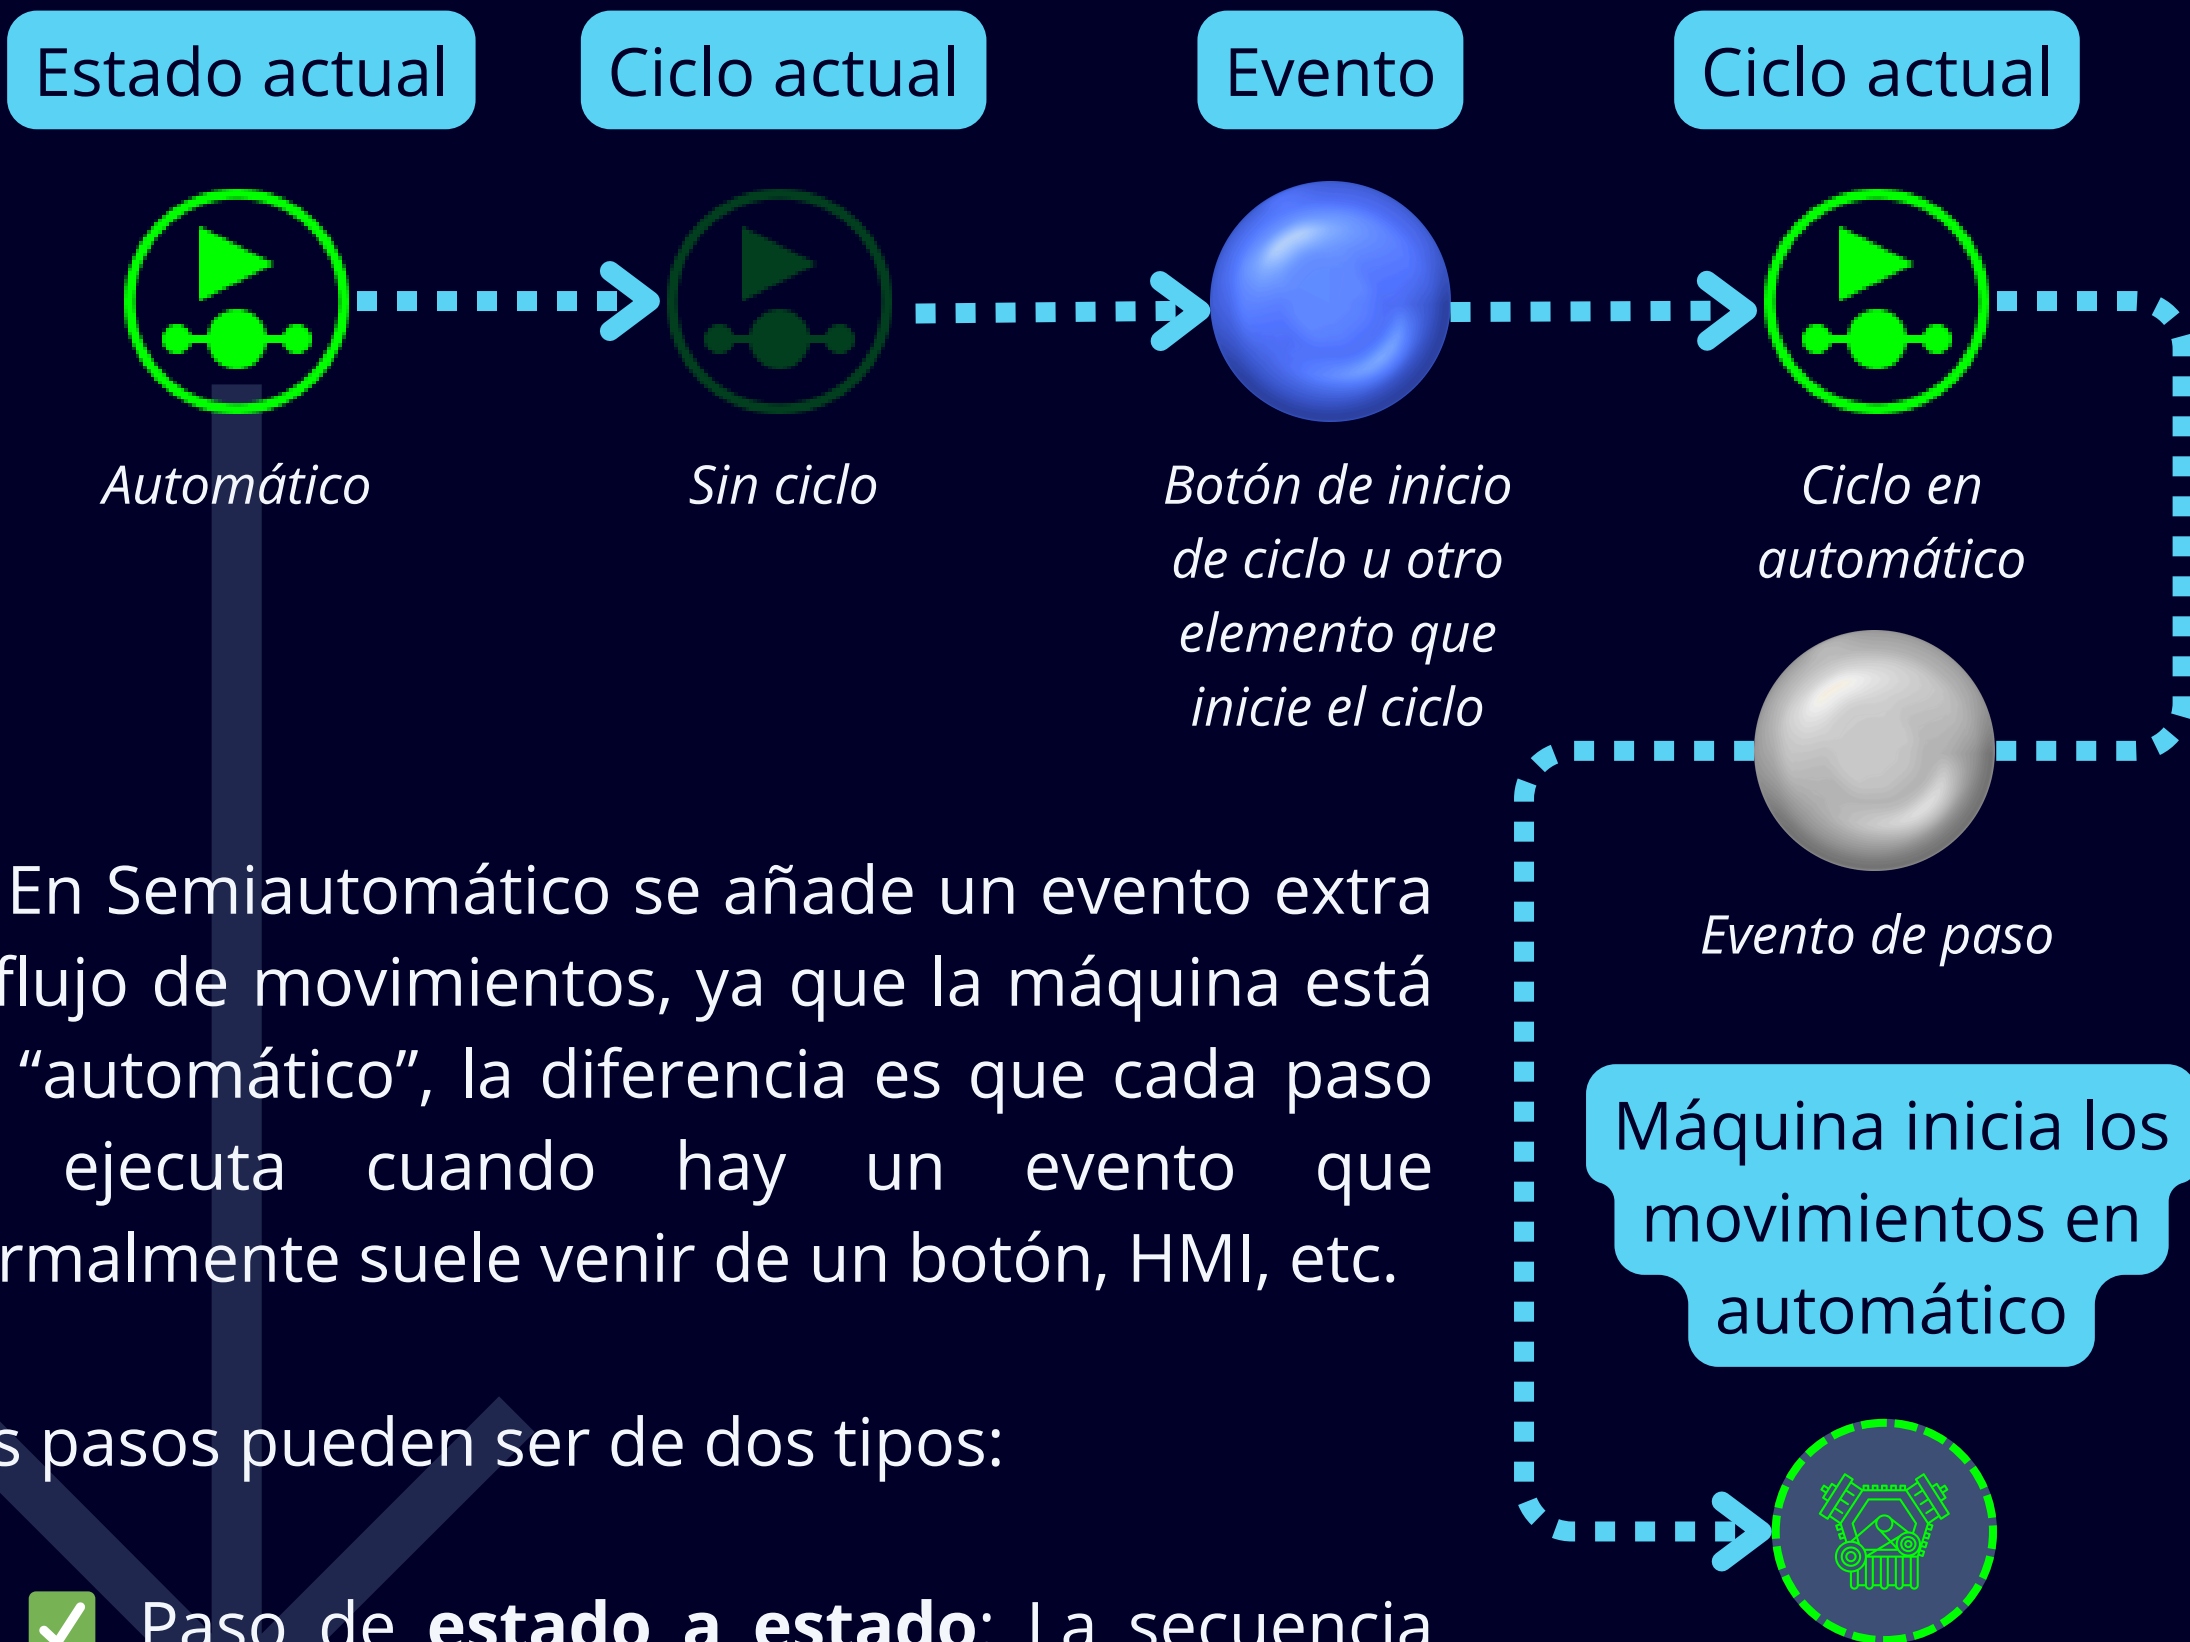 Estado actual
Ciclo actual
Evento
Ciclo actual
Automático
Sin ciclo
Botón de inicio
de ciclo u otro
elemento que
inicie el ciclo
Ciclo en
automático
Evento de paso
En Semiautomático se añade un evento extra
flujo de movimientos, ya que la máquina está
“automático”, la diferencia es que cada paso
ejecuta cuando hay un evento que
rmalmente suele venir de un botón, HMI, etc.
s pasos pueden ser de dos tipos:
✅ Paso de estado a estado: La secuencia
Máquina inicia los
movimientos en
automático